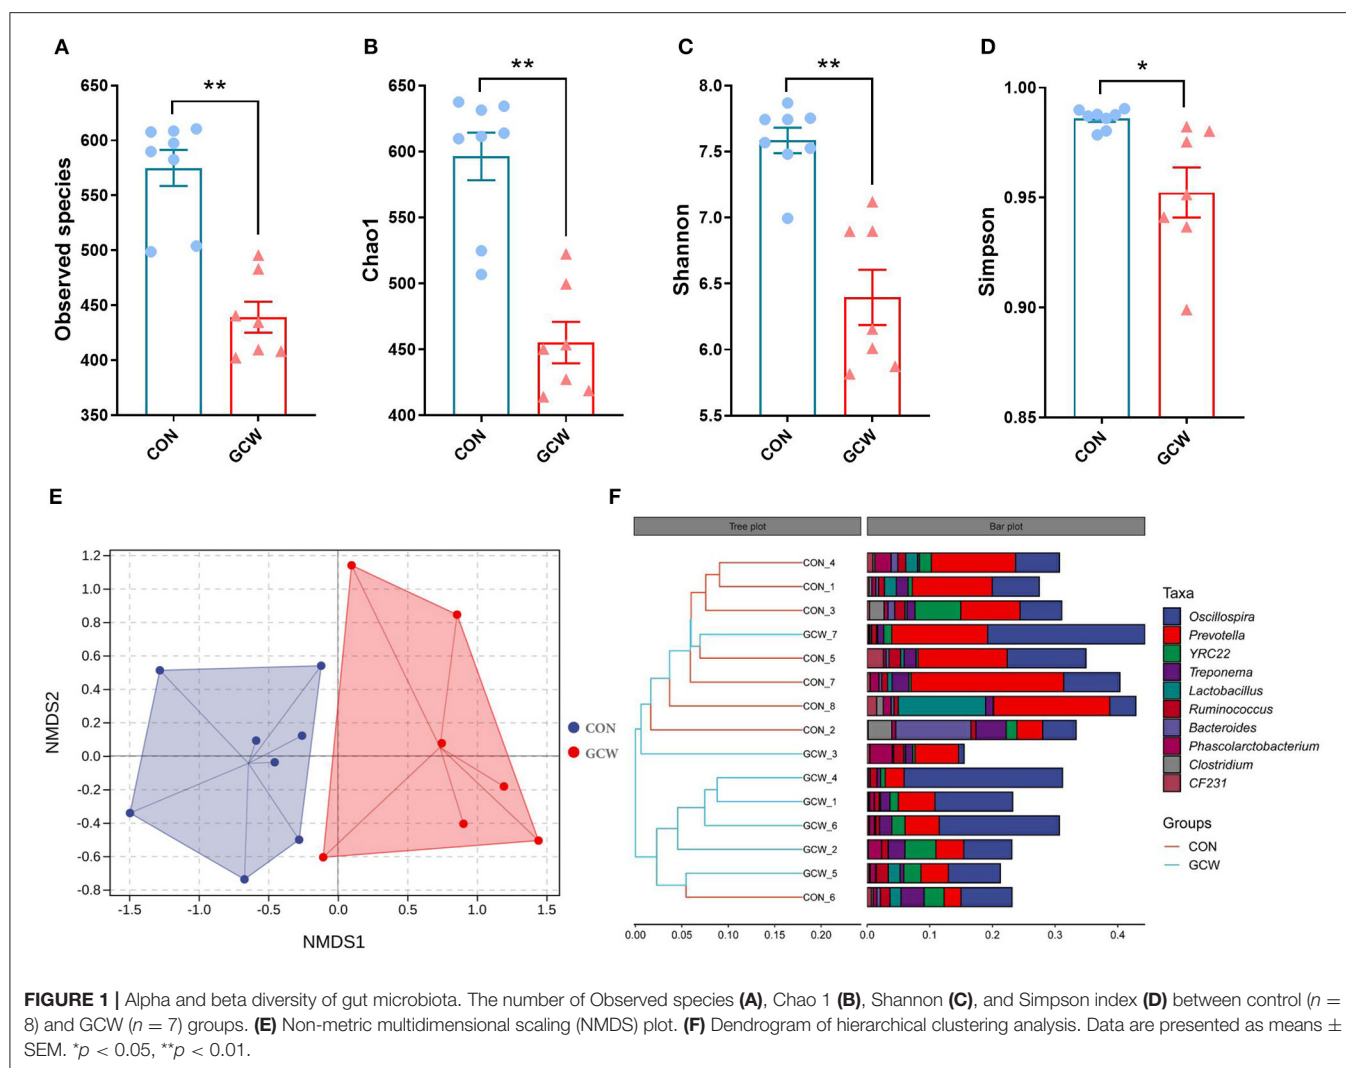 A
B
C
D
**
**
**
*
650
600
550
500
450
400
350
Observed species
CON
GCW
650
600
550
500
450
400
Chao1
CON
GCW
8.0
7.5
7.0
6.5
6.0
5.5
Shannon
CON
GCW
1.00
0.95
0.90
0.85
Simpson
CON
GCW
E
1.2
1.0
0.8
0.6
0.4
0.2
0.0
-0.2
-0.4
-0.6
-0.8
NMDS2
-1.5
-1.0
-0.5
0.0
0.5
1.0
1.5
NMDS1
CON
GCW
F
Tree plot
Bar plot
CON_4
CON_1
CON_3
GCW_7
CON_5
CON_7
CON_8
CON_2
GCW_3
GCW_4
GCW_1
GCW_6
GCW_2
GCW_5
CON_6
0.00
0.05
0.10
0.15
0.20
0.0
0.1
0.2
0.3
0.4
Taxa
Oscillospira
Prevotella
YRC22
Treponema
Lactobacillus
Ruminococcus
Bacteroides
Phascolarctobacterium
Clostridium
CF231
Groups
CON
GCW
FIGURE 1 | Alpha and beta diversity of gut microbiota. The number of Observed species (A), Chao 1 (B), Shannon (C), and Simpson index (D) between control (n =
8) and GCW (n = 7) groups. (E) Non-metric multidimensional scaling (NMDS) plot. (F) Dendrogram of hierarchical clustering analysis. Data are presented as means ±
SEM. *p < 0.05, **p < 0.01.